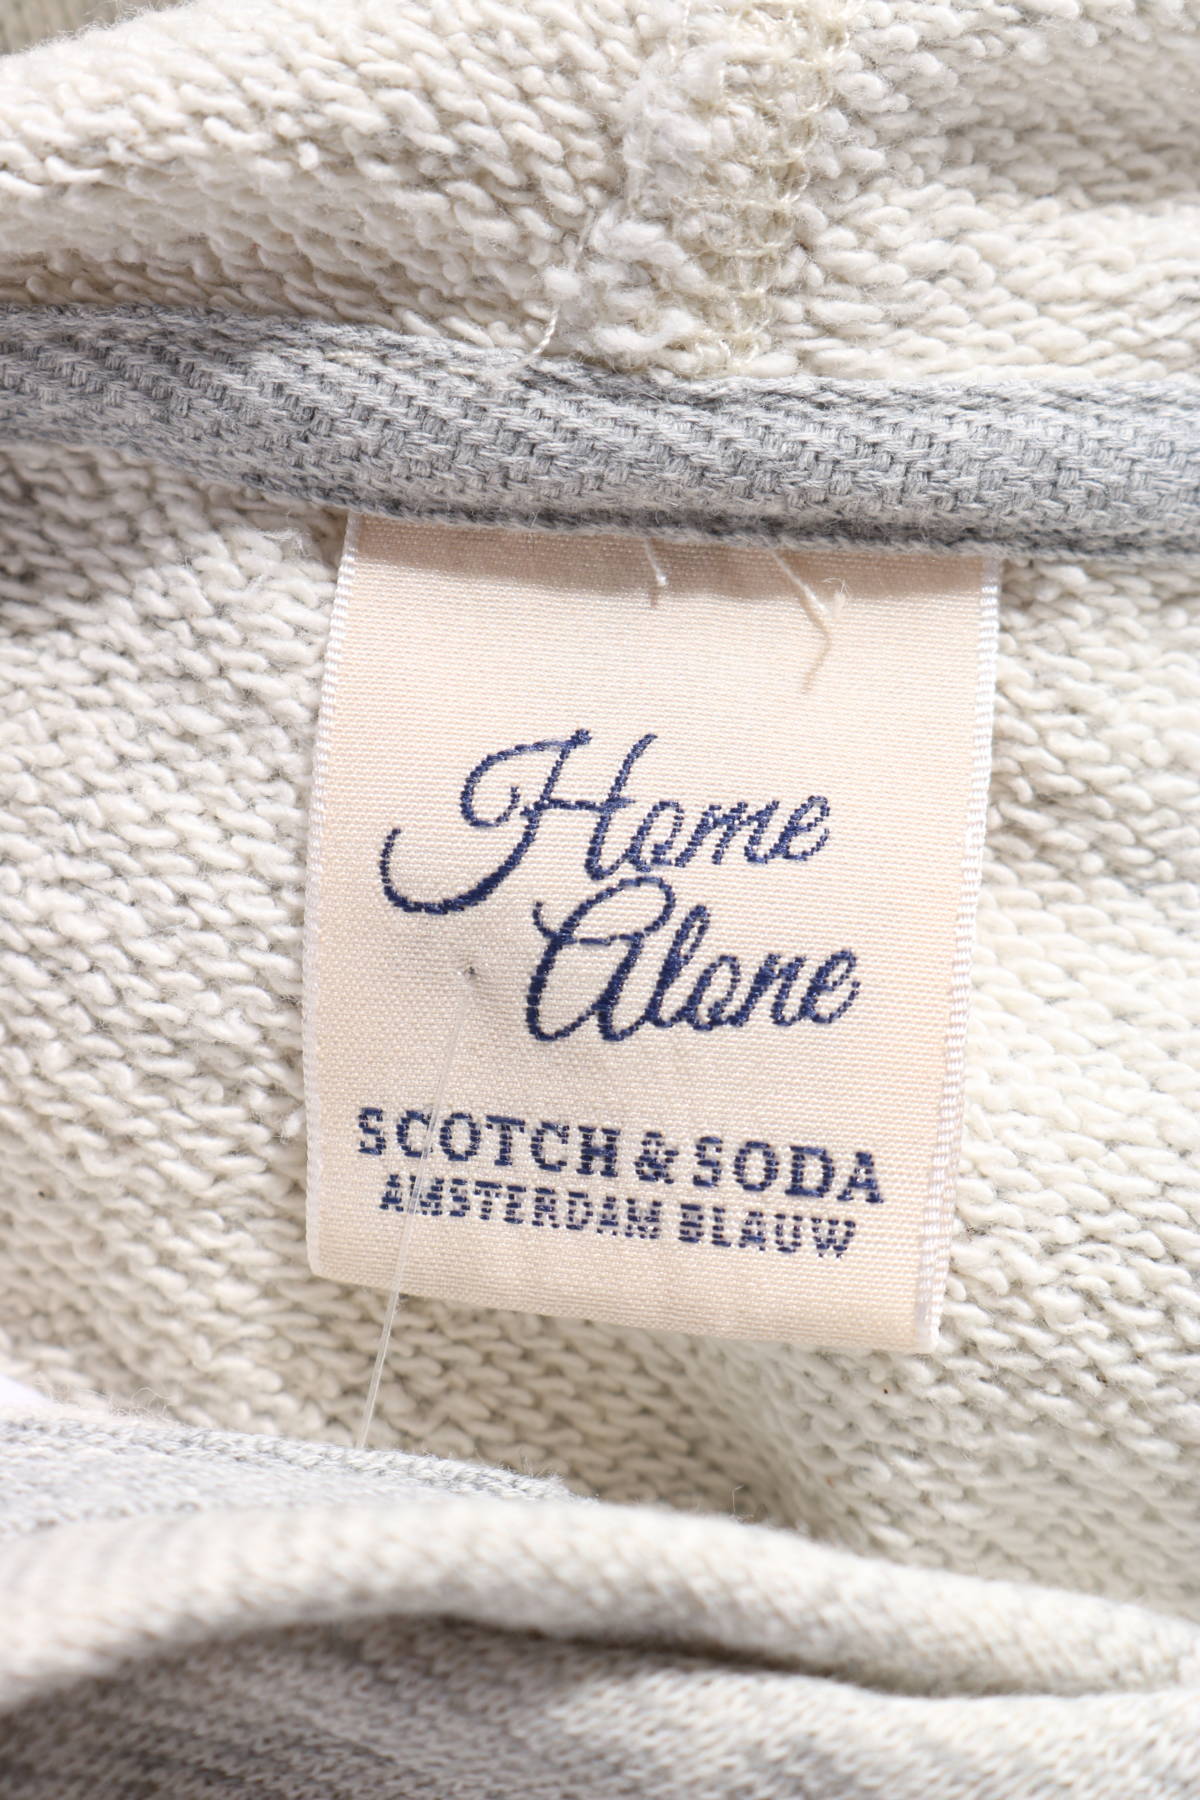 Home
Alone
SCOTCH & SODA
AMSTERDAM BLAUW